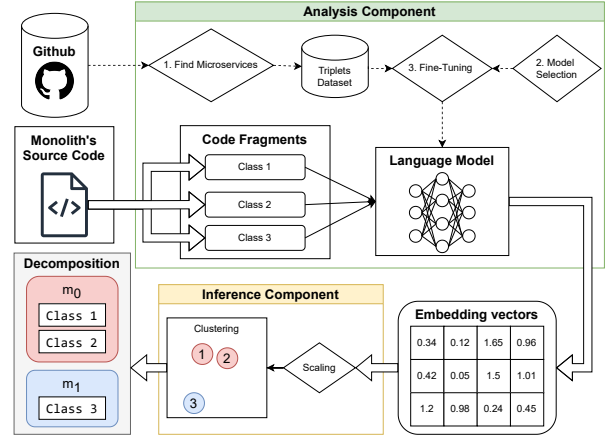 Analysis Component
Github
1. Find Microservices
Triplets
Dataset
3. Fine-Tuning
2. Model
Selection
Monolith's
Source Code
</>
Code Fragments
Class 1
Class 2
Class 3
Language Model
Decomposition
m0
Class 1
Class 2
m1
Class 3
Inference Component
Clustering
1
2
3
Scaling
Embedding vectors
0.34 0.12 1.65 0.96
0.42 0.05 1.5 1.01
1.2 0.98 0.24 0.45